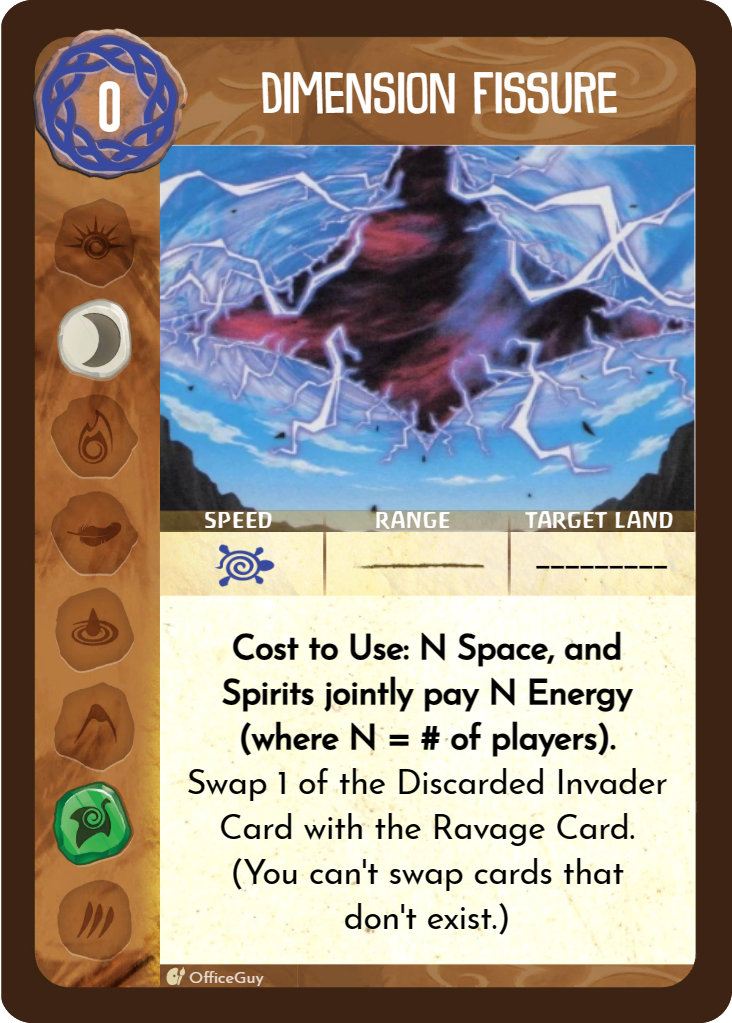 0
DIMENSION FISSURE
SPEED RANGE TARGET LAND
Cost to Use: N Space, and
Spirits jointly pay N Energy
(where N = # of players).
Swap 1 of the Discarded Invader
Card with the Ravage Card.
(You can't swap cards that
don't exist.)
OfficeGuy